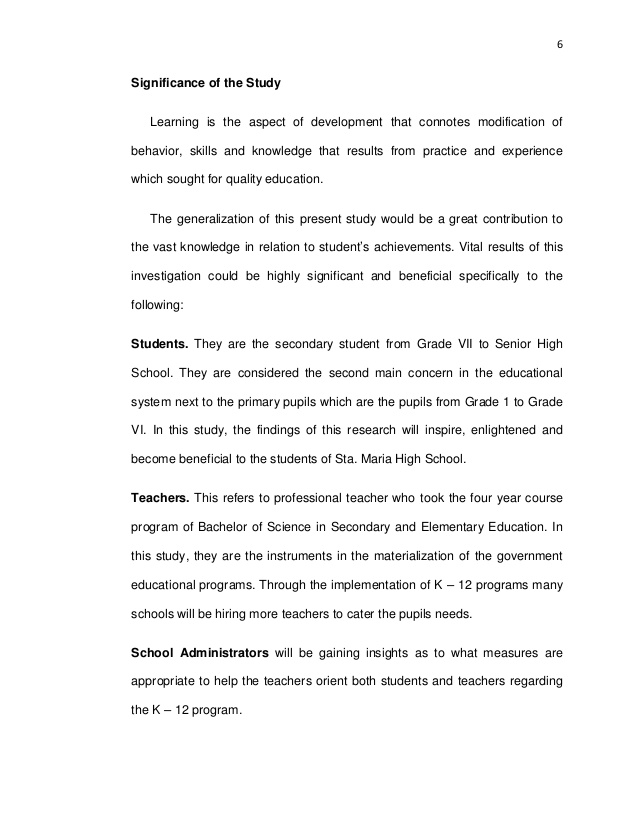 6
Significance of the Study
Learning is the aspect of development that connotes modification of
behavior, skills and knowledge that results from practice and experience
which sought for quality education.
The generalization of this present study would be a great contribution to
the vast knowledge in relation to student’s achievements. Vital results of this
investigation could be highly significant and beneficial specifically to the
following:
Students. They are the secondary student from Grade VII to Senior High
School. They are considered the second main concern in the educational
system next to the primary pupils which are the pupils from Grade 1 to Grade
VI. In this study, the findings of this research will inspire, enlightened and
become beneficial to the students of Sta. Maria High School.
Teachers. This refers to professional teacher who took the four year course
program of Bachelor of Science in Secondary and Elementary Education. In
this study, they are the instruments in the materialization of the government
educational programs. Through the implementation of K – 12 programs many
schools will be hiring more teachers to cater the pupils needs.
School Administrators will be gaining insights as to what measures are
appropriate to help the teachers orient both students and teachers regarding
the K – 12 program.